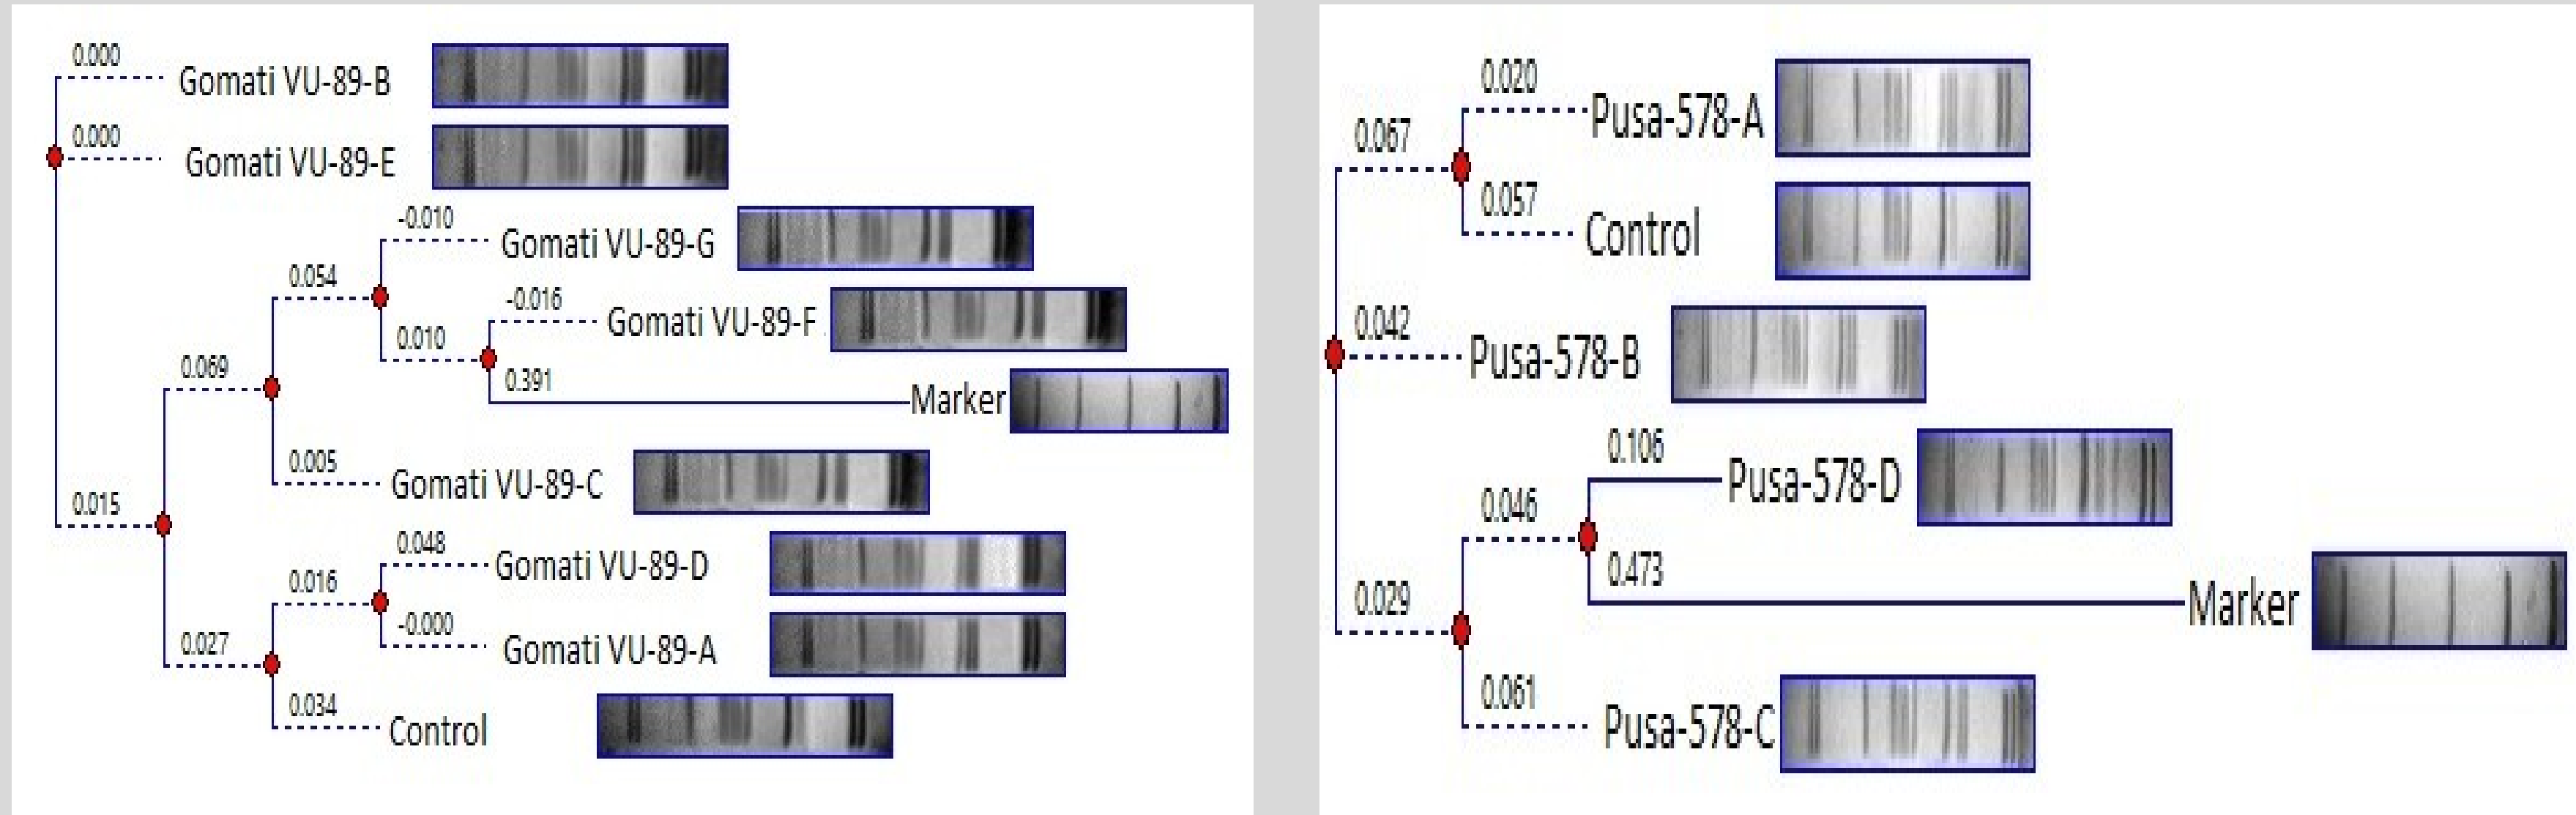 0.000
Gomati VU-89-B
0.000
Gomati VU-89-E
-0.010
Gomati VU-89-G
0.054
-0.016
Gomati VU-89-F
0.010
0.391
Marker
0.069
0.005
Gomati VU-89-C
0.015
0.048
Gomati VU-89-D
0.016
-0.000
Gomati VU-89-A
0.027
0.034
Control
0.020
Pusa-578-A
0.067
0.057
Control
0.042
Pusa-578-B
0.106
Pusa-578-D
0.046
0.473
Marker
0.029
0.061
Pusa-578-C